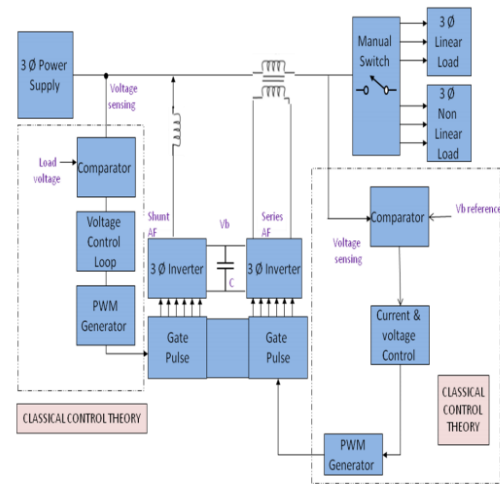 3 Ø Power
Supply
Voltage
sensing
Manual
Switch
3 Ø
Linear
Load
3 Ø
Non
Linear
Load
Load
voltage
Comparator
Voltage
Control
Loop
PWM
Generator
CLASSICAL CONTROL THEORY
Shunt
AF
Vb
Series
AF
3 Ø Inverter
C
3 Ø Inverter
Gate
Pulse
Gate
Pulse
Voltage
sensing
Comparator
Vb reference
Current &
voltage
Control
CLASSICAL
CONTROL
THEORY
PWM
Generator